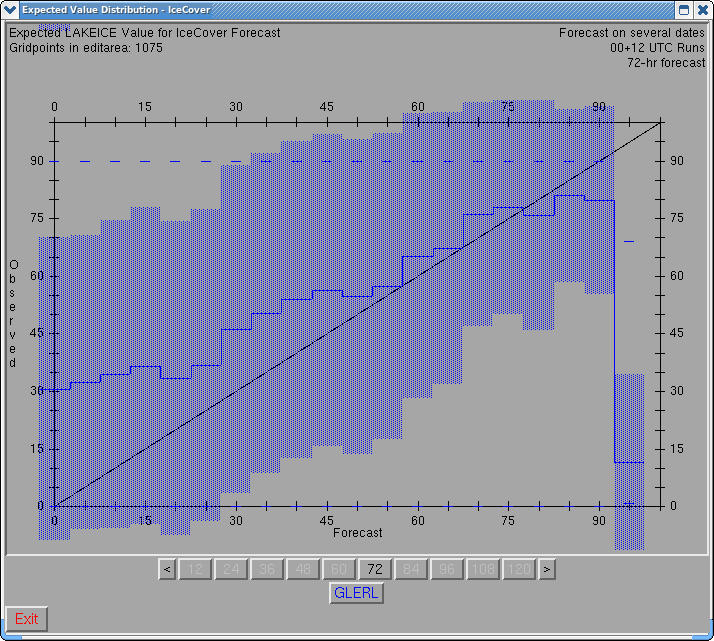 Expected Value Distribution - IceCover
Expected LAKEICE Value for IceCover Forecast
Forecast on several dates
Gridpoints in editarea: 1075
00+12 UTC Runs
72-hr forecast
0 15 30 45 60 75 90
90 90
75 75
60 60
Observed
45 45
30 30
15 15
0 0
0 15 30 45 60 75 90
Forecast
< 12 24 36 48 60 72 84 96 108 120 >
GLERL
Exit